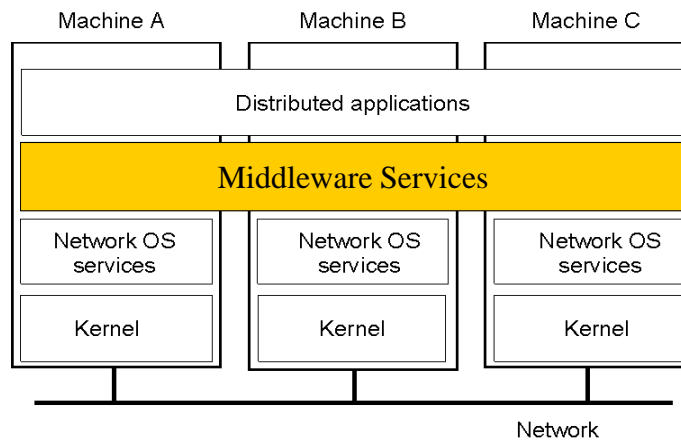 Machine A
Machine B
Machine C
Distributed applications
Middleware Services
Network OS
services
Network OS
services
Network OS
services
Kernel
Kernel
Kernel
Network